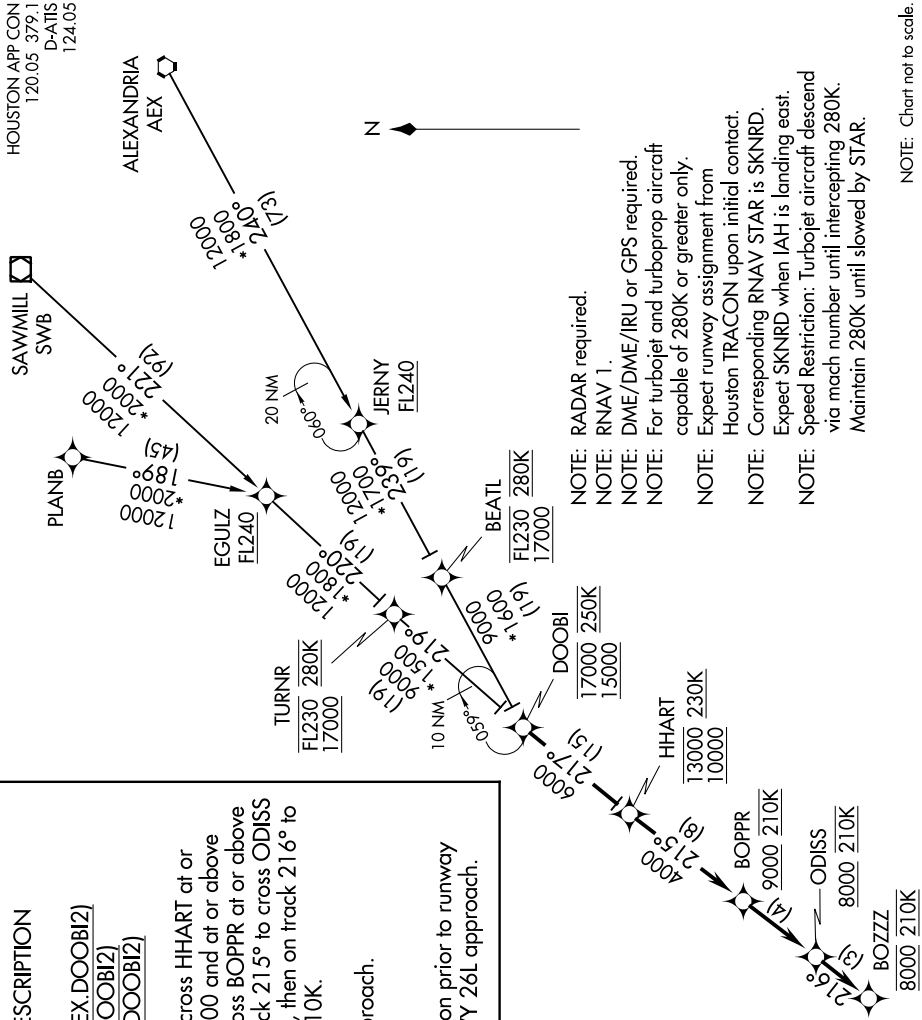 HOUSTON APP CON
120.05 379.1
D-ATIS
124.05
ALEXANDRIA
AEX
12000
*1800
240°
(73)
SAWMILL
SWB
12000
*2000
221°
(92)
PLANB
12000
*2000
189°
(45)
EGULZ
FL240
20 NM
060°
JERNY
FL240
12000
*1700
239°
(19)
12000
*1800
220°
(19)
BEATL
FL230 280K
17000
TURNR
FL230 280K
17000
9000
*1500
219°
(19)
9000
*1600
(19)
10 NM
059°
DOOBI
17000 250K
15000
6000
217°
(15)
HHART
13000 230K
10000
4000
215°
(8)
BOPPR
9000 210K
(4)
ODISS
8000 210K
216°
(3)
BOZZZ
8000 210K
N
NOTE: RADAR required.
NOTE: RNAV 1.
NOTE: DME/DME/IRU or GPS required.
NOTE: For turbojet and turboprop aircraft
capable of 280K or greater only.
NOTE: Expect runway assignment from
Houston TRACON upon initial contact.
NOTE: Corresponding RNAV STAR is SKNRD.
Expect SKNRD when IAH is landing east.
NOTE: Speed Restriction: Turbojet aircraft descend
via mach number until intercepting 280K.
Maintain 280K until slowed by STAR.
NOTE: Chart not to scale.
ESCRIPTION
EX.DOOBI2)
OOBI2)
DOOBI2)
cross HHART at or
00 and at or above
oss BOPPR at or above
ck 215° to cross ODISS
, then on track 216° to
10K.
proach.
on prior to runway
Y 26L approach.